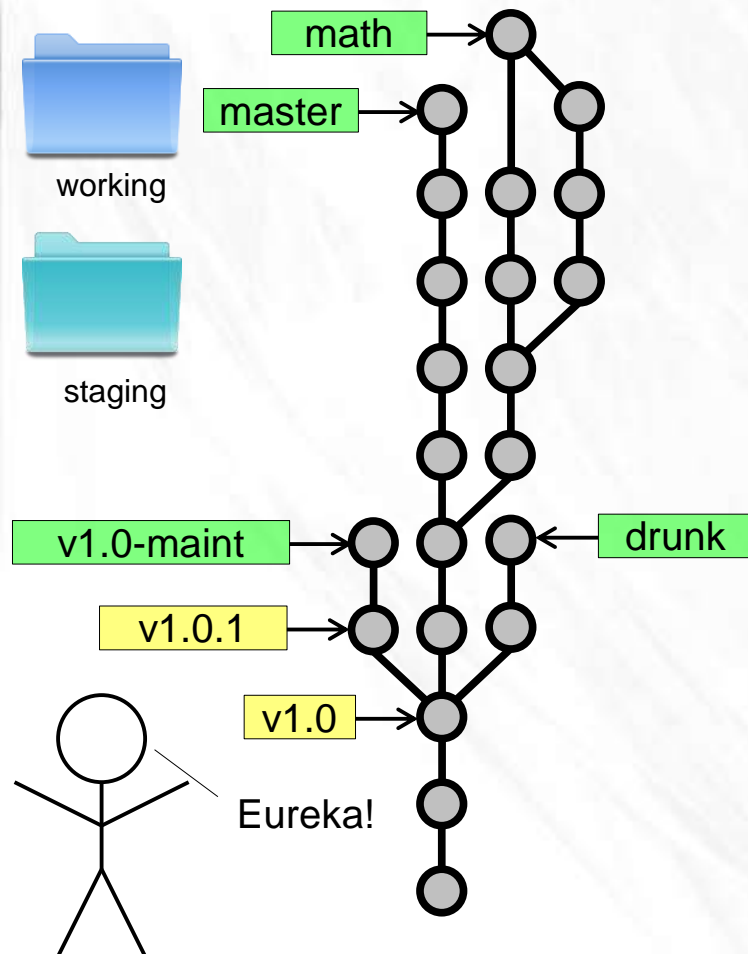 math
master
working
staging
v1.0-maint
drunk
v1.0.1
v1.0
Eureka!